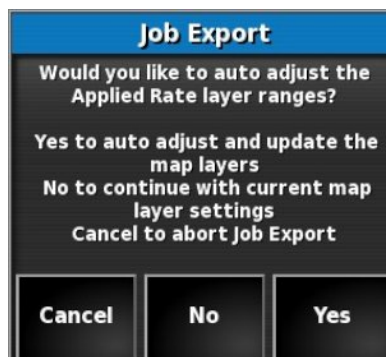 Job Export
Would you like to auto adjust the
Applied Rate layer ranges?
Yes to auto adjust and update the
map layers
No to continue with current map
layer settings
Cancel to abort Job Export
Cancel
No
Yes